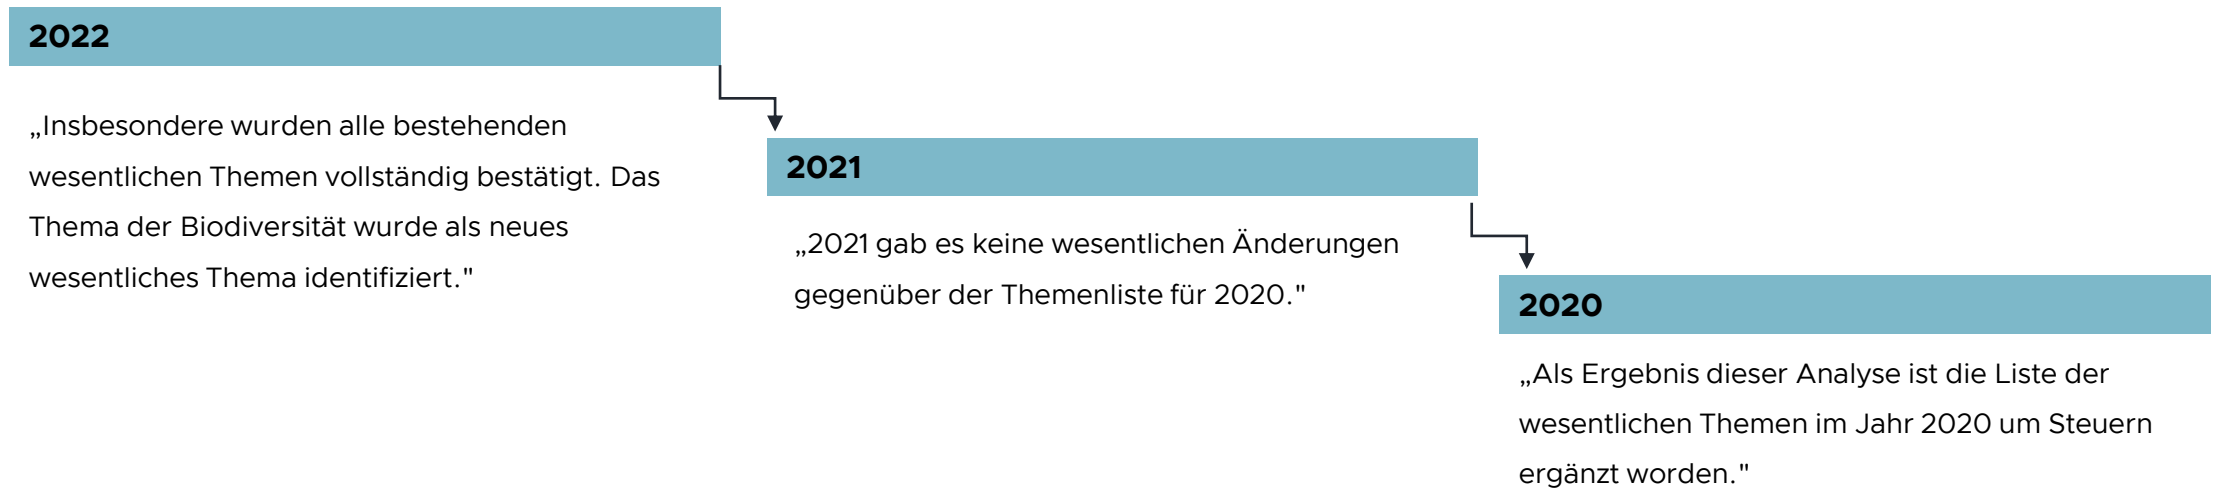 2022
„Insbesondere wurden alle bestehenden
wesentlichen Themen vollständig bestätigt. Das
Thema der Biodiversität wurde als neues
wesentliches Thema identifiziert."
2021
„2021 gab es keine wesentlichen Änderungen
gegenüber der Themenliste für 2020."
2020
„Als Ergebnis dieser Analyse ist die Liste der
wesentlichen Themen im Jahr 2020 um Steuern
ergänzt worden."